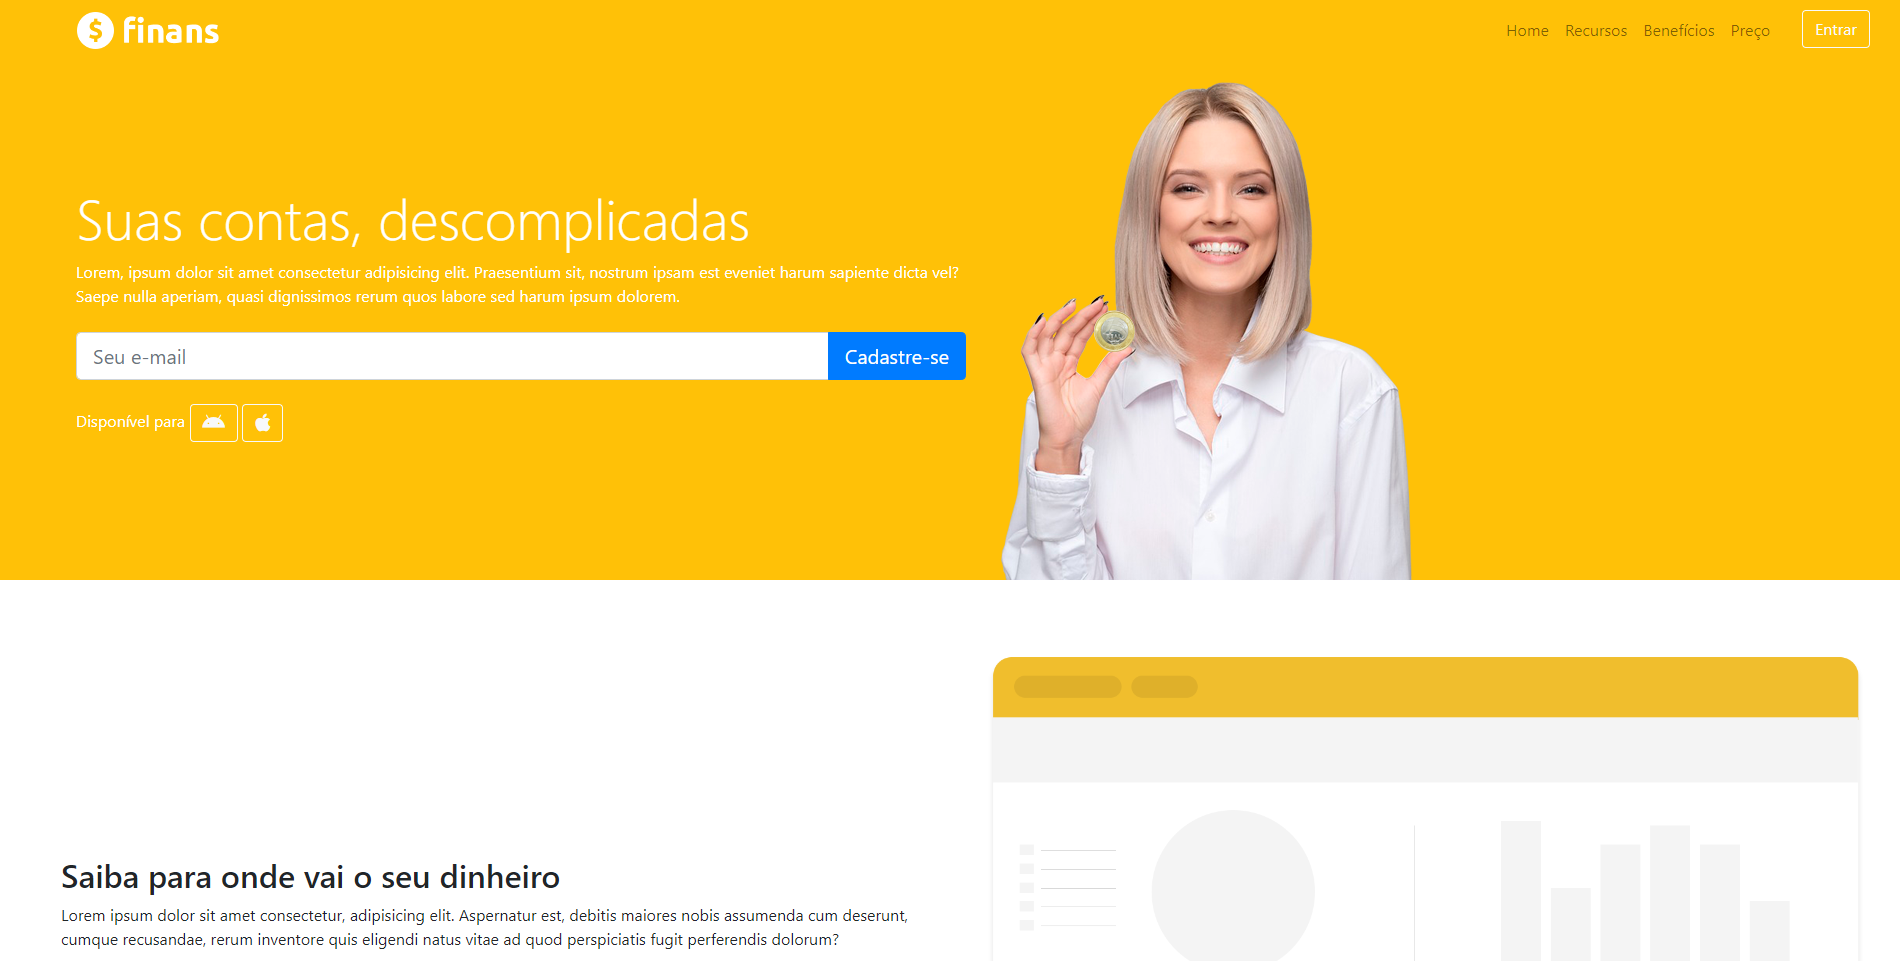 finans
Home Recursos Benefícios Preço Entrar
Suas contas, descomplicadas
Lorem, ipsum dolor sit amet consectetur adipisicing elit. Praesentium sit, nostrum ipsam est eveniet harum sapiente dicta vel?
Saepe nulla aperiam, quasi dignissimos rerum quos labore sed harum ipsum dolorem.
Seu e-mail Cadastre-se
Disponível para
Saiba para onde vai o seu dinheiro
Lorem ipsum dolor sit amet consectetur, adipisicing elit. Aspernatur est, debitis maiores nobis assumenda cum deserunt,
cumque recusandae, rerum inventore quis eligendi natus vitae ad quod perspiciatis fugit perferendis dolorum?